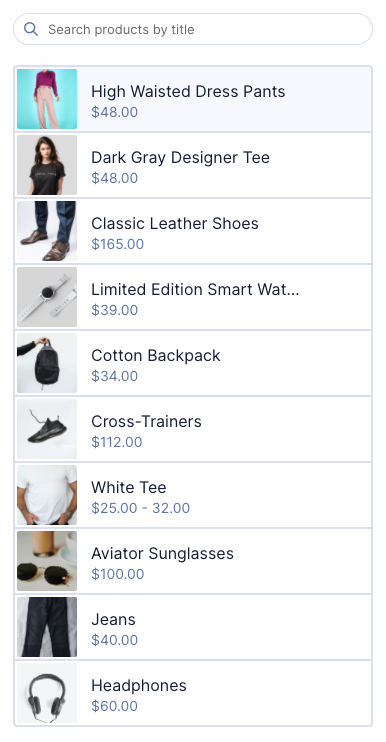 Search products by title
High Waisted Dress Pants
$48.00
Dark Gray Designer Tee
$48.00
Classic Leather Shoes
$165.00
Limited Edition Smart Wat...
$39.00
Cotton Backpack
$34.00
Cross-Trainers
$112.00
White Tee
$25.00 - 32.00
Aviator Sunglasses
$100.00
Jeans
$40.00
Headphones
$60.00